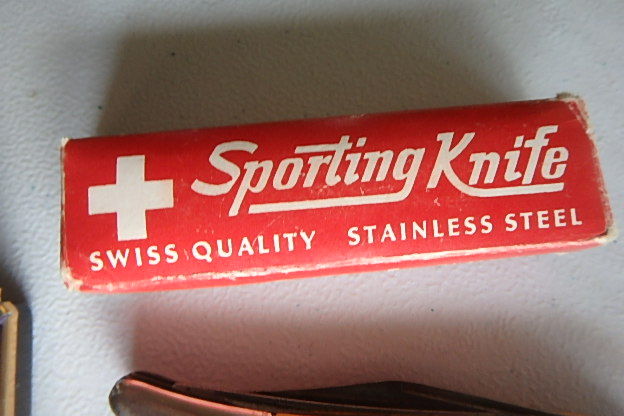 Sporting Knife
SWISS QUALITY STAINLESS STEEL